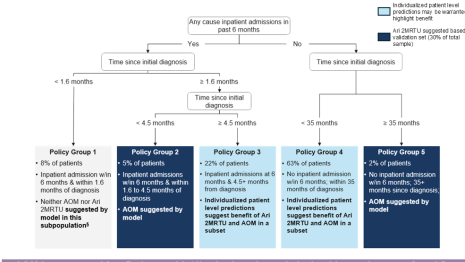 Individualized patient level
predictions may be warrante
highlight benefit
Ari 2MRTU suggested based
validation set (30% of total
sample)
Any cause inpatient admissions in
past 6 months
Yes
No
Time since initial diagnosis
Time since initial diagnosis
< 1.6 months
≥ 1.6 months
Time since initial
diagnosis
< 4.5 months
≥ 4.5 months
< 35 months
≥ 35 months
Policy Group 1
• 8% of patients
• Inpatient admission w/in
6 months & within 1.6
months of diagnosis
• Neither AOM nor Ari
2MRTU suggested by
model in this
subpopulation§
Policy Group 2
• 5% of patients
• Inpatient admissions w/in
6 months & within 1.6
to 4.5 months of
diagnosis
• AOM suggested by
model
Policy Group 3
• 22% of patients
• Inpatient admissions at 6
months & 4.5+ months
from diagnosis
• Individualized patient
level predictions
suggest benefit of Ari
2MRTU and AOM in a
subset
Policy Group 4
• 63% of patients
• No inpatient admission
w/in 6 months; within 35
months of diagnosis
• Individualized patient
level predictions
suggest benefit of Ari
2MRTU and AOM in a
subset
Policy Group 5
• 2% of patients
• No inpatient admission
w/in 6 months; 35+
months since diagnosis;
• AOM suggested by
model